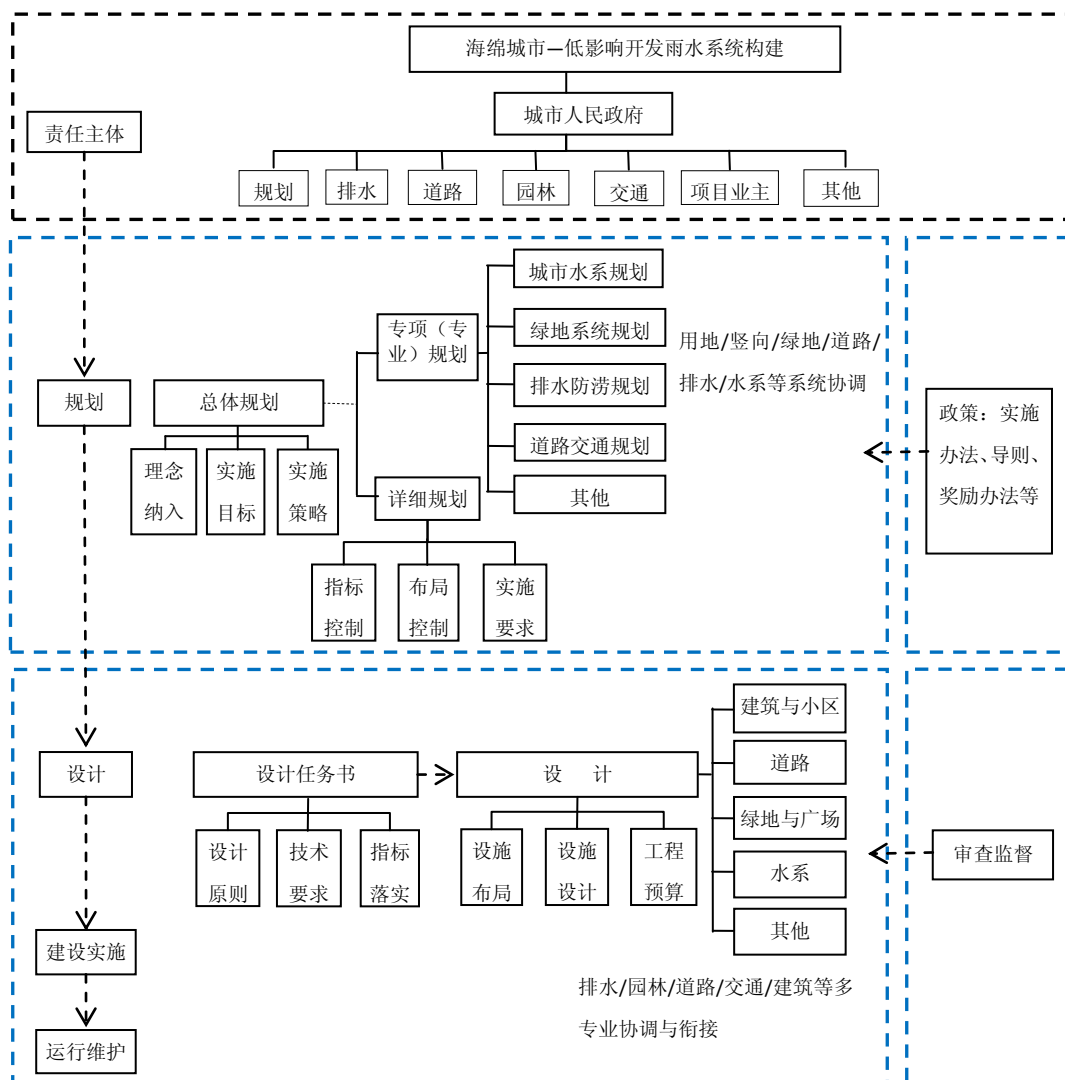 海绵城市—低影响开发雨水系统构建
城市人民政府
责任主体
规划
排水
道路
园林
交通
项目业主
其他
城市水系规划
专项（专
业）规划
绿地系统规划
用地/竖向/绿地/道路/
排水/水系等系统协调
排水防涝规划
规划
总体规划
道路交通规划
政策：实施
办法、导则、
奖励办法等
理念
纳入
实施
目标
实施
策略
详细规划
其他
指标
控制
布局
控制
实施
要求
建筑与小区
设计
设计任务书
设 计
道路
绿地与广场
设计
原则
技术
要求
指标
落实
设施
布局
设施
设计
工程
预算
水系
审查监督
其他
建设实施
排水/园林/道路/交通/建筑等多
专业协调与衔接
运行维护